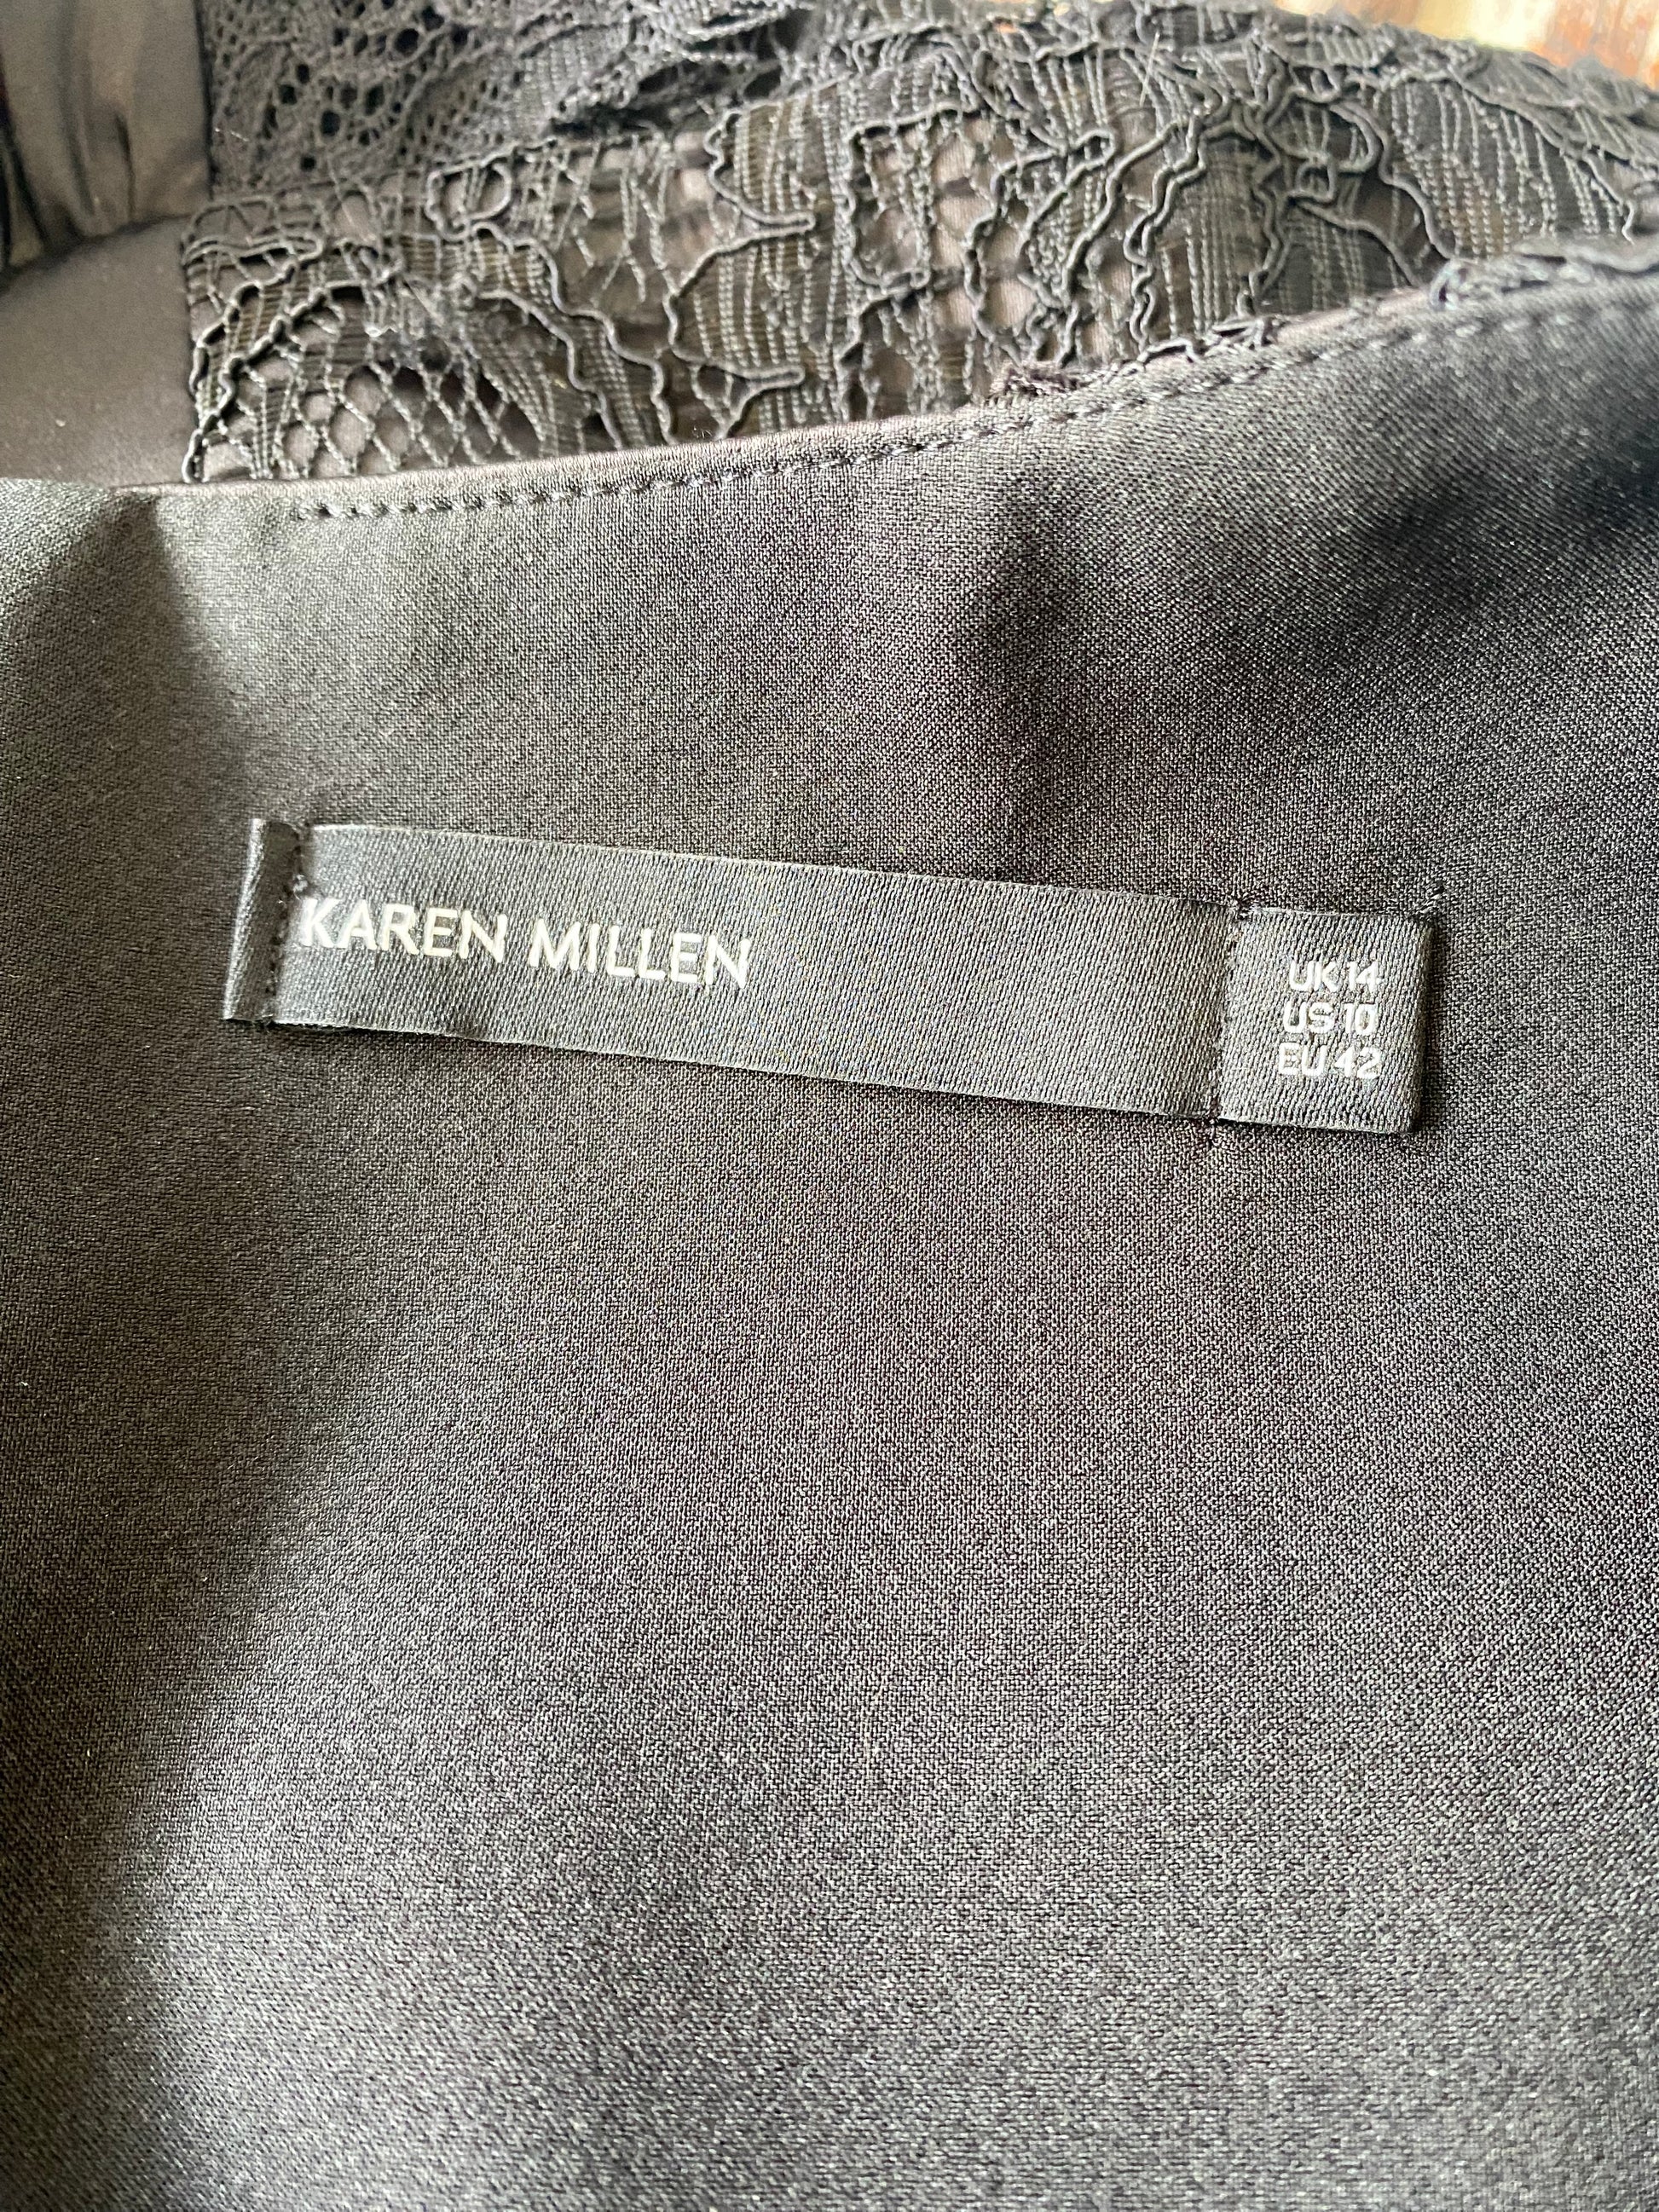 KAREN MILLEN
UK 14
US 10
EU 42